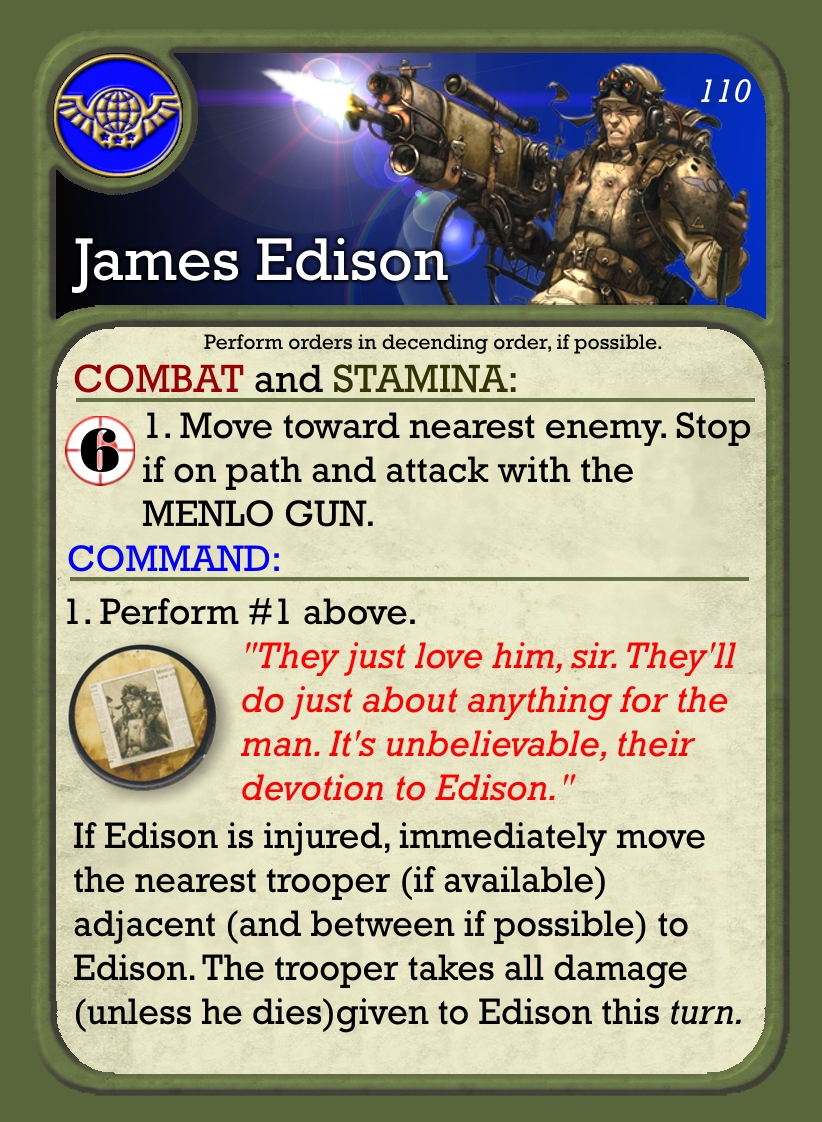 110
James Edison
Perform orders in decending order, if possible.
COMBAT and STAMINA:
6
1. Move toward nearest enemy. Stop
if on path and attack with the
MENLO GUN.
COMMAND:
1. Perform #1 above.
"They just love him, sir. They'll
do just about anything for the
man. It's unbelievable, their
devotion to Edison."
If Edison is injured, immediately move
the nearest trooper (if available)
adjacent (and between if possible) to
Edison. The trooper takes all damage
(unless he dies)given to Edison this turn.